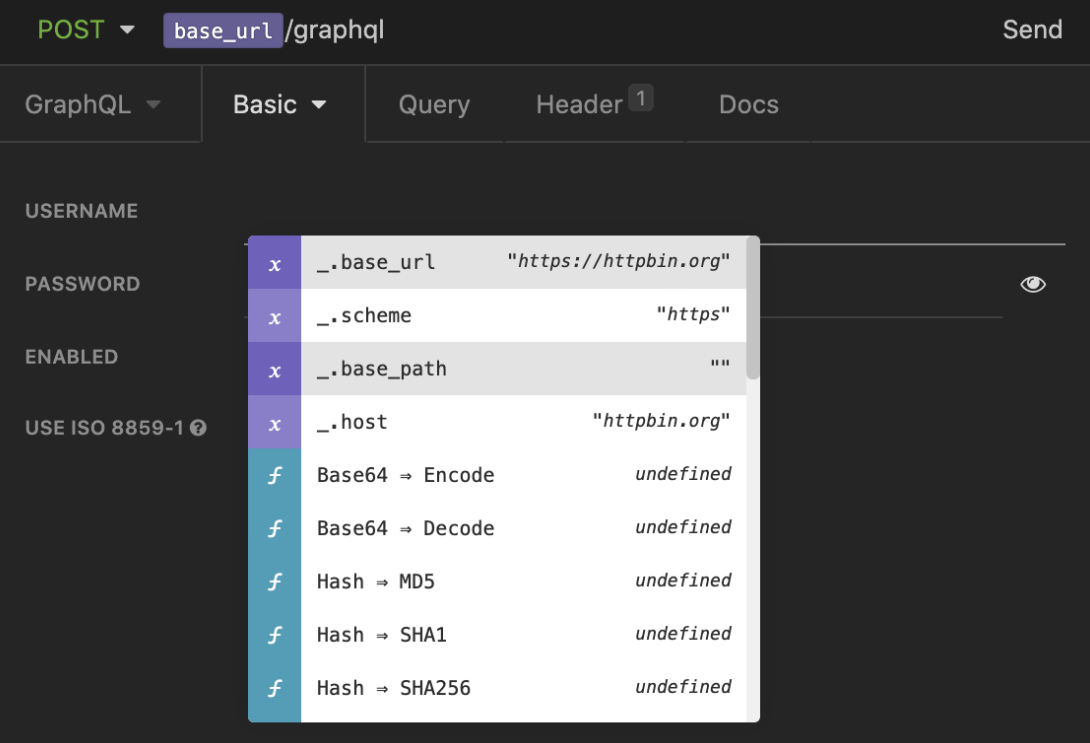 POST base_url/graphql Send
GraphQL Basic Query Header 1 Docs
USERNAME
PASSWORD
ENABLED
USE ISO 8859-1 ?
x _.base_url "https://httpbin.org"
x _.scheme "https"
x _.base_path ""
x _.host "httpbin.org"
ƒ Base64 ⇒ Encode undefined
ƒ Base64 ⇒ Decode undefined
ƒ Hash ⇒ MD5 undefined
ƒ Hash ⇒ SHA1 undefined
ƒ Hash ⇒ SHA256 undefined